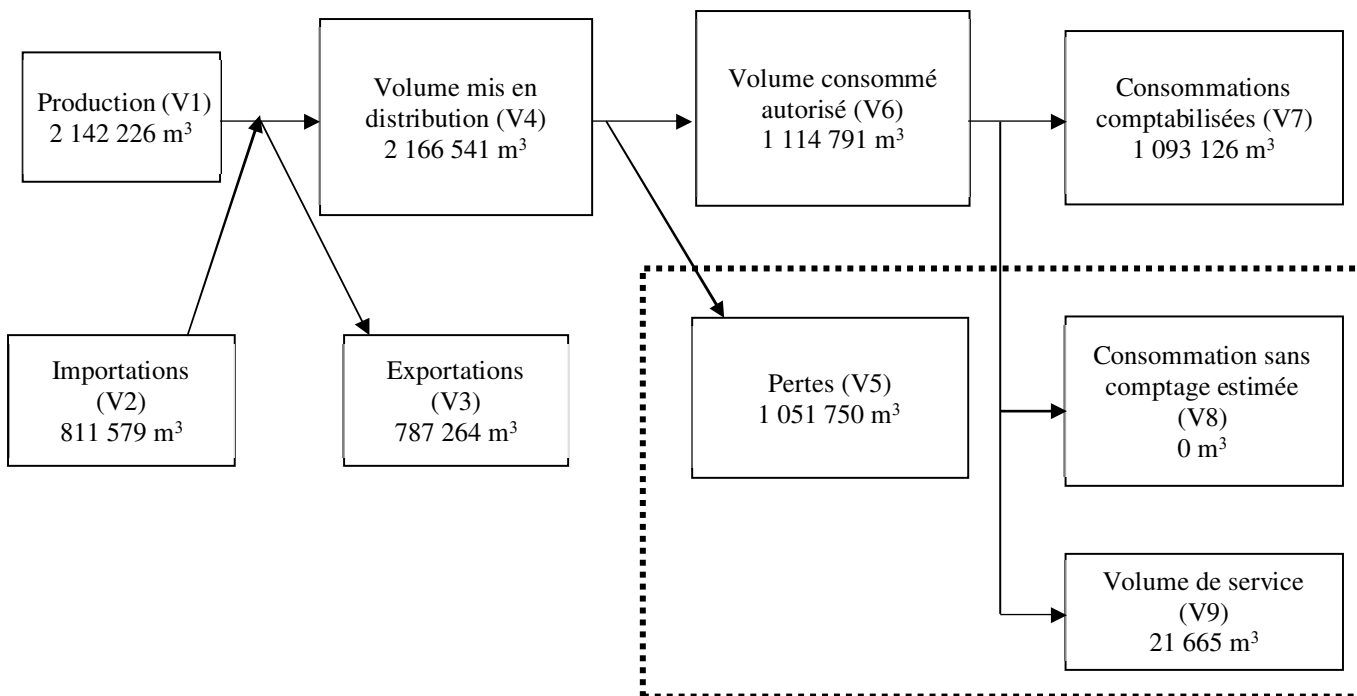 Production (V1)
2 142 226 m³
Volume mis en
distribution (V4)
2 166 541 m³
Volume consommé
autorisé (V6)
1 114 791 m³
Consommations
comptabilisées (V7)
1 093 126 m³
Importations
(V2)
811 579 m³
Exportations
(V3)
787 264 m³
Pertes (V5)
1 051 750 m³
Consommation sans
comptage estimée
(V8)
0 m³
Volume de service
(V9)
21 665 m³